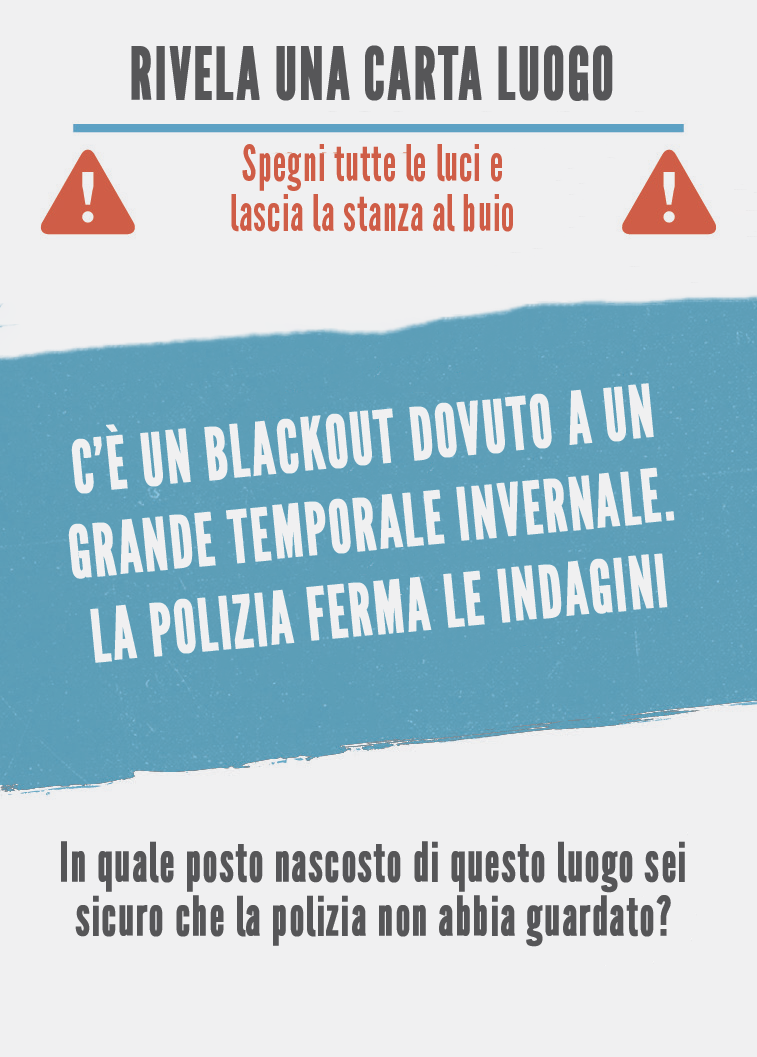 RIVELA UNA CARTA LUOGO
Spegni tutte le luci e
lascia la stanza al buio
C'È UN BLACKOUT DOVUTO A UN
GRANDE TEMPORALE INVERNALE.
LA POLIZIA FERMA LE INDAGINI
In quale posto nascosto di questo luogo sei
sicuro che la polizia non abbia guardato?